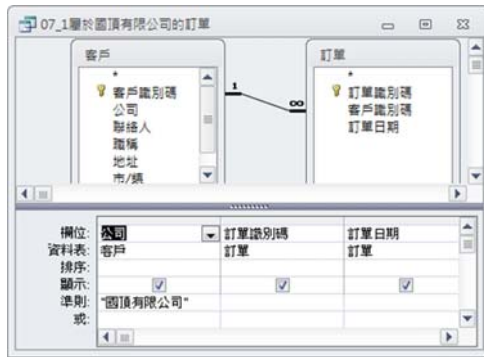 07_1屬於國頂有限公司的訂單
客戶
*
客戶識別碼
公司
聯絡人
職稱
地址
市/鎮
1
∞
訂單
*
訂單識別碼
客戶識別碼
訂單日期
欄位: 公司 訂單識別碼 訂單日期
資料表: 客戶 訂單 訂單
排序:
顯示:
準則: "國頂有限公司"
或: